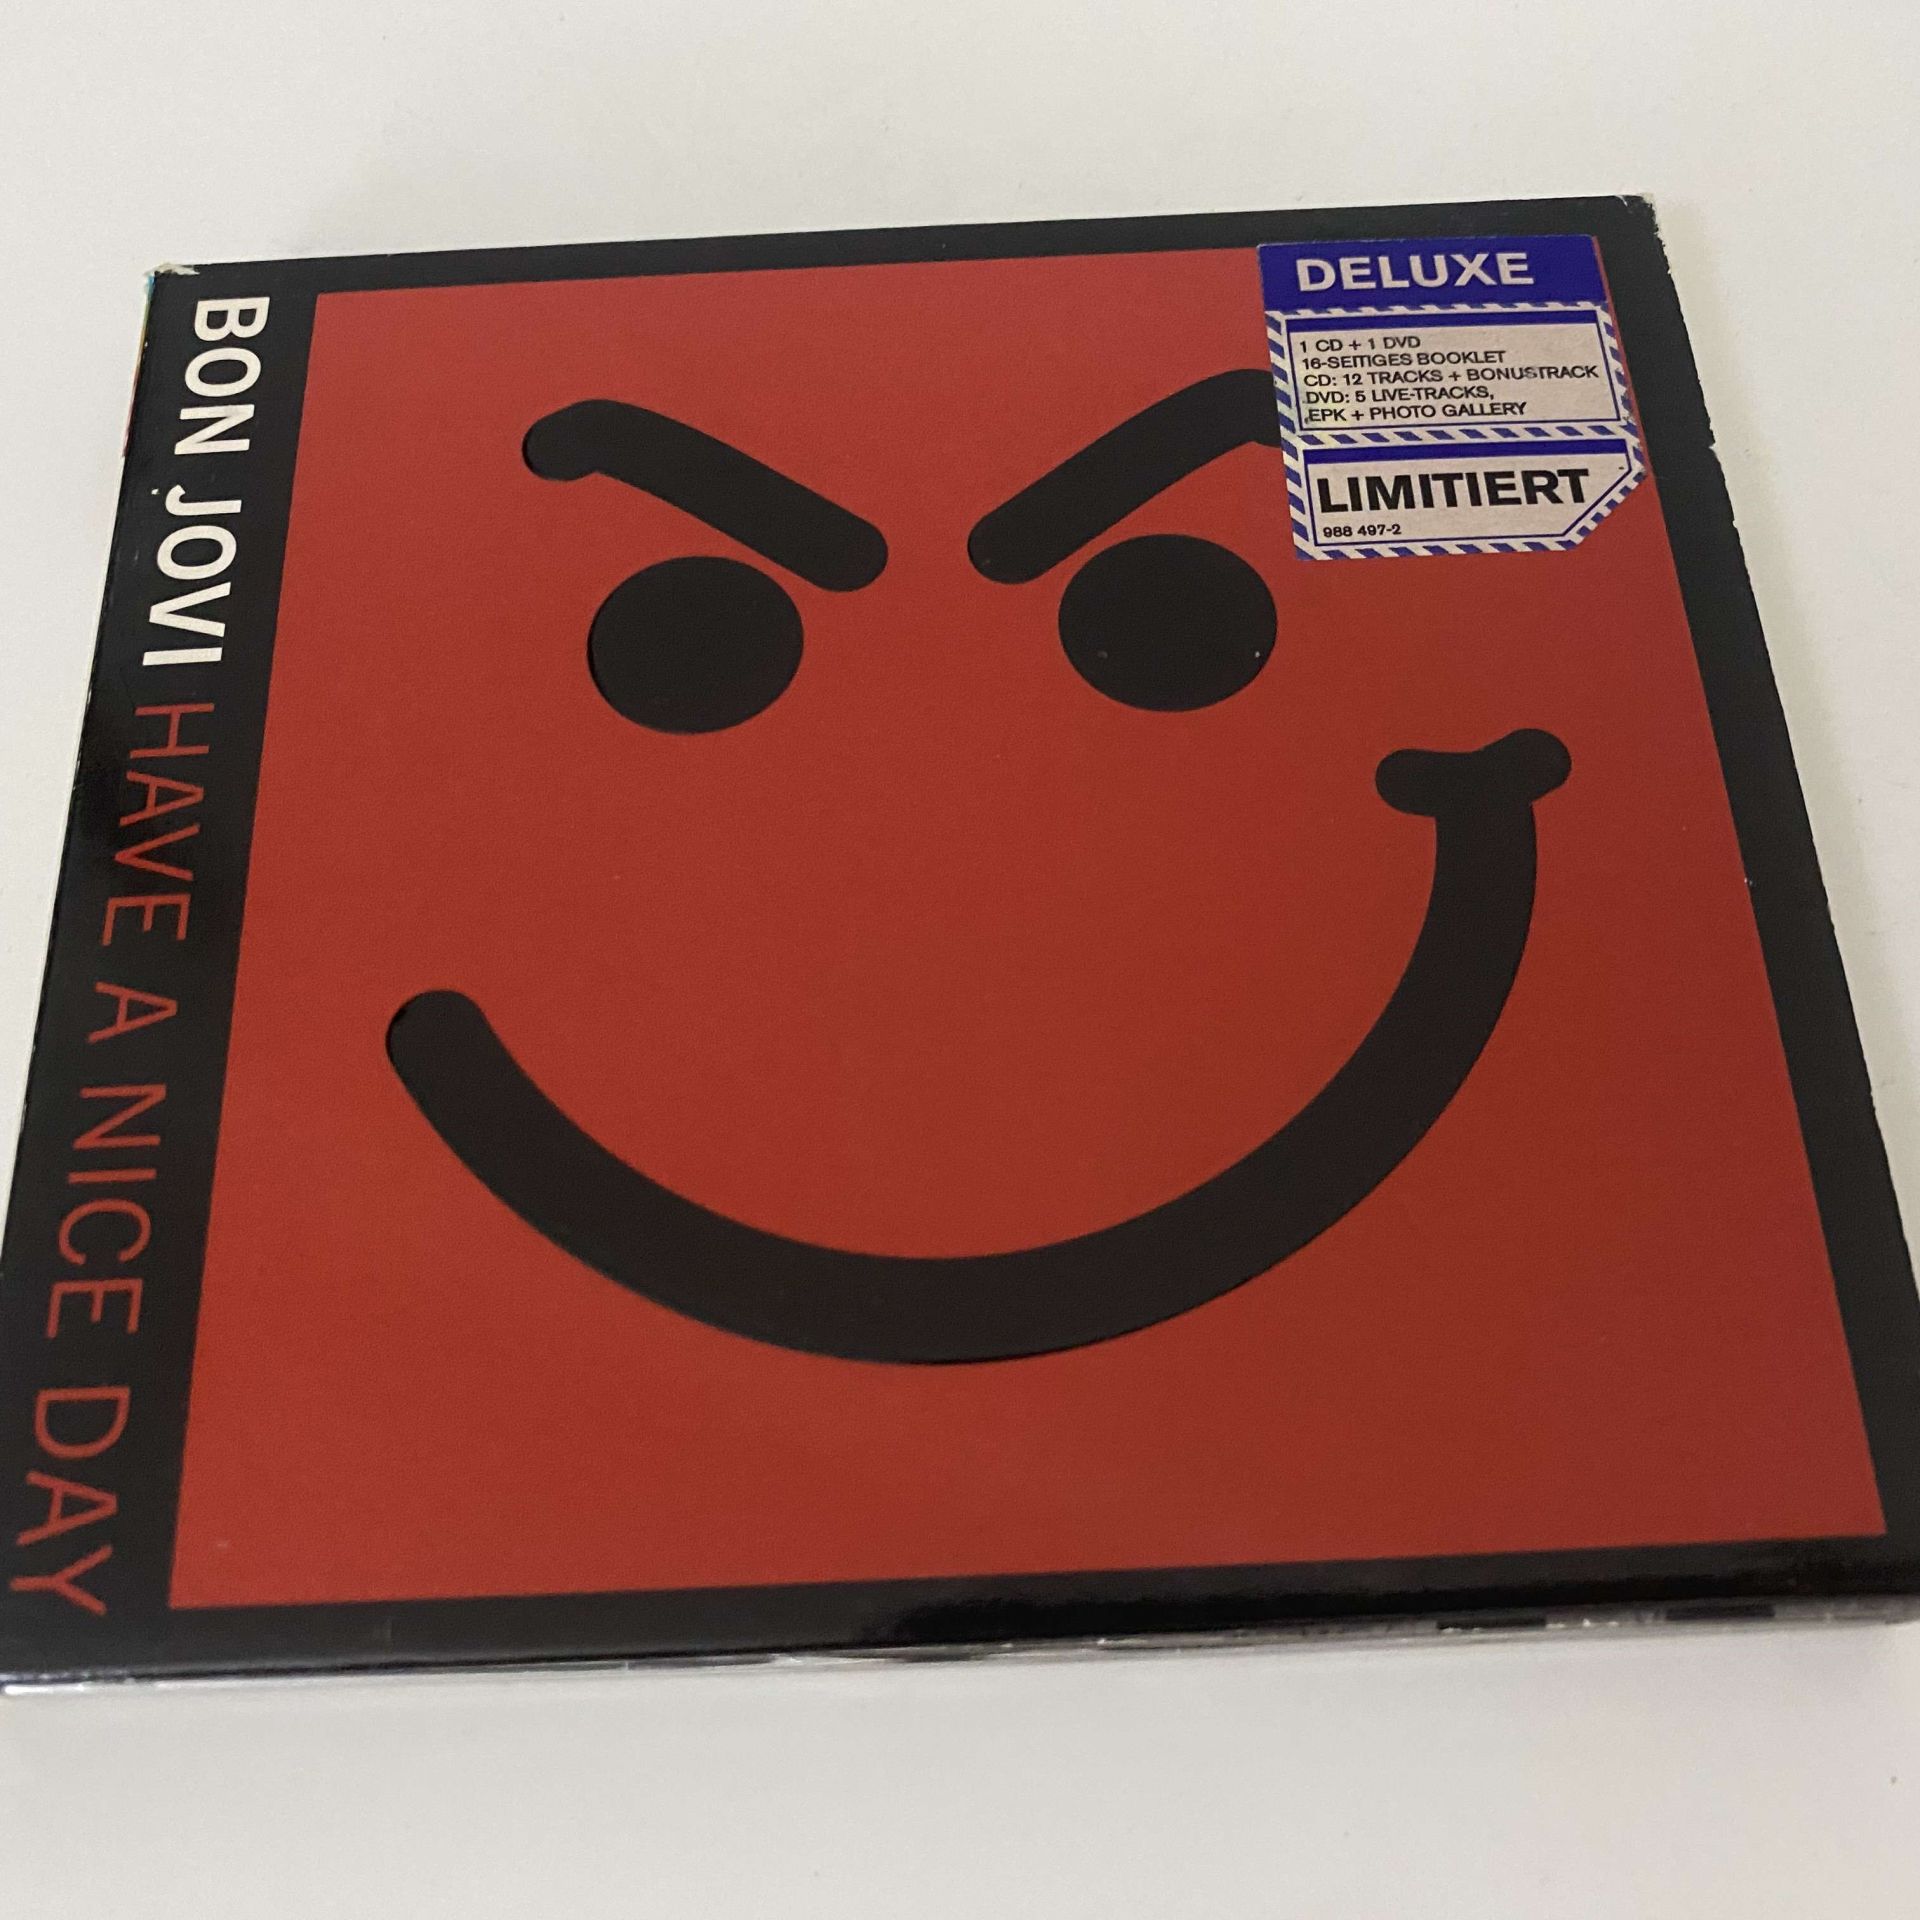 BON JOVI HAVE A NICE DAY
DELUXE
1 CD + 1 DVD
16-SEITIGES BOOKLET
CD: 12 TRACKS + BONUSTRACK
DVD: 5 LIVE-TRACKS,
EPK + PHOTO GALLERY
LIMITIERT
988 497-2